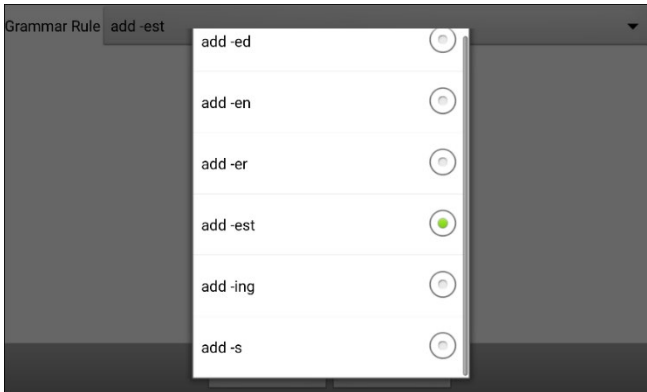 Grammar Rule add -est
add -ed
add -en
add -er
add -est
add -ing
add -s